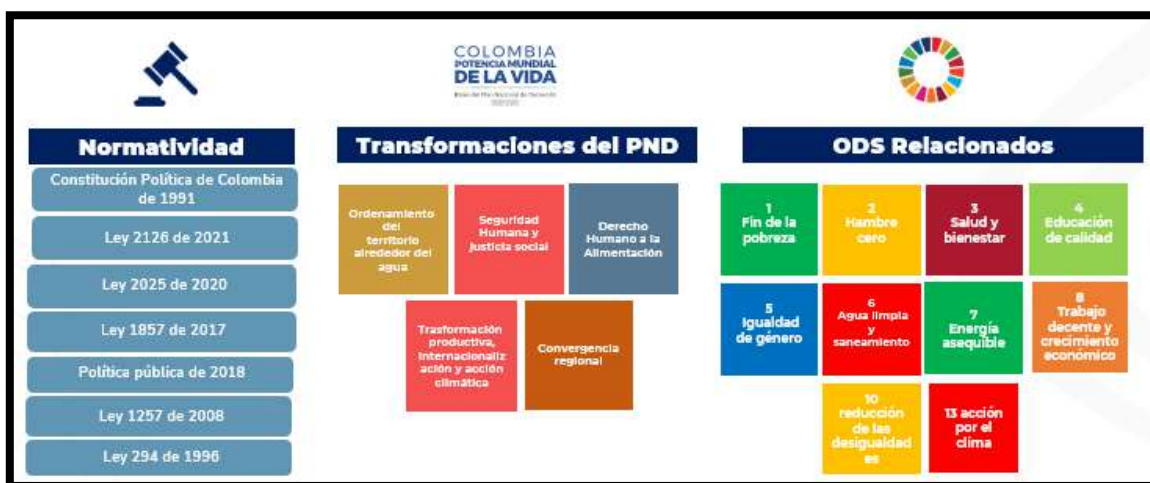 COLOMBIA
POTENCIA MUNDIAL
DE LA VIDA
Normatividad
Constitución Política de Colombia
de 1991
Ley 2126 de 2021
Ley 2025 de 2020
Ley 1857 de 2017
Política pública de 2018
Ley 1257 de 2008
Ley 294 de 1996
Transformaciones del PND
Ordenamiento
del
territorio
alrededor del
agua
Seguridad
Humana y
justicia social
Derecho
Humano a la
Alimentación
Trasformación
productiva,
internacionaliz
ación y acción
climática
Convergencia
regional
ODS Relacionados
1
Fin de la
pobreza
2
Hambre
cero
3
Salud y
bienestar
4
Educación
de calidad
5
Igualdad
de género
6
Agua limpia
y
saneamiento
7
Energía
asequible
8
Trabajo
decente y
crecimiento
económico
10
reducción
de las
desigualdad
es
13 acción
por el
clima